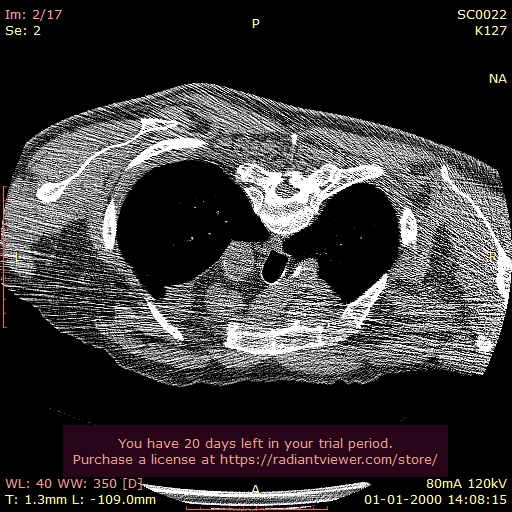 Im: 2/17
Se: 2
P
SC0022
K127
NA
L
R
You have 20 days left in your trial period.
Purchase a license at https://radiantviewer.com/store/
WL: 40 WW: 350 [D]
T: 1.3mm L: -109.0mm
A
80mA 120kV
01-01-2000 14:08:15